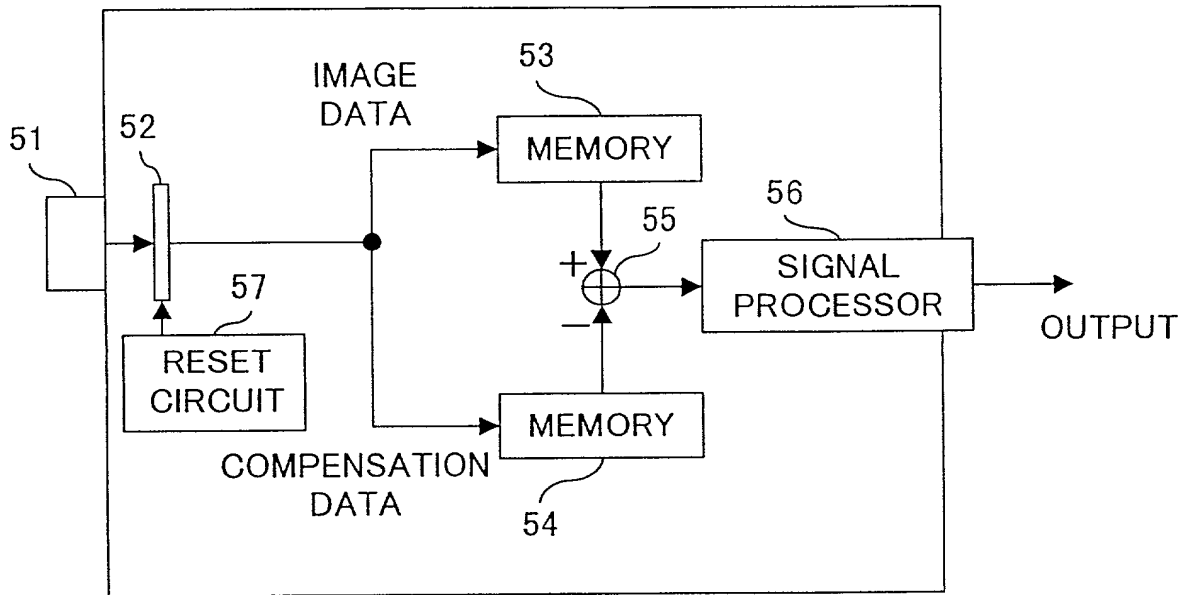 53
IMAGE
DATA
52
51
MEMORY
56
55
+
SIGNAL
PROCESSOR
57
−
OUTPUT
RESET
CIRCUIT
MEMORY
COMPENSATION
DATA
54